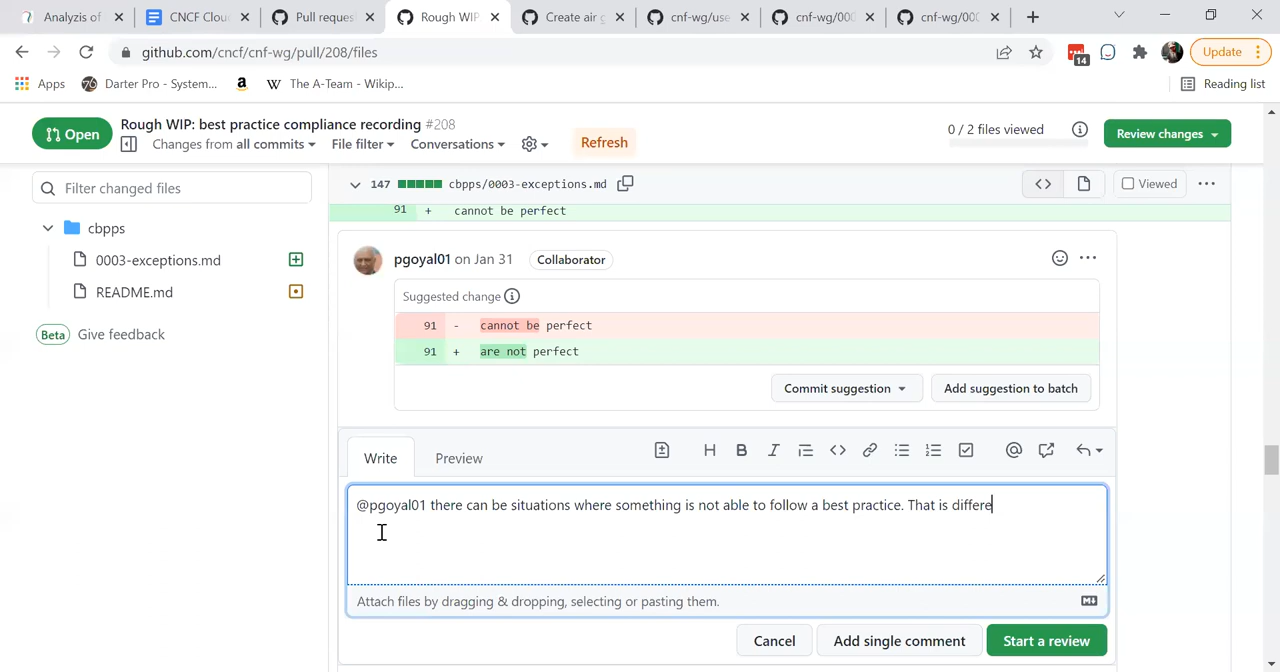 Analyzis of
CNCF Clou
Pull reques
Rough WIP
Create air g
cnf-wg/use
cnf-wg/000
cnf-wg/000
github.com/cncf/cnf-wg/pull/208/files
14
Update
Apps
Darter Pro - System...
a
W The A-Team - Wikip...
Reading list
Open
Rough WIP: best practice compliance recording #208
Changes from all commits
File filter
Conversations
Refresh
0 / 2 files viewed
Review changes
Filter changed files
147 cbpps/0003-exceptions.md
Viewed
91 + cannot be perfect
cbpps
0003-exceptions.md
README.md
Beta Give feedback
pgoyal01 on Jan 31 Collaborator
Suggested change
91 - cannot be perfect
91 + are not perfect
Commit suggestion
Add suggestion to batch
Write
Preview
@pgoyal01 there can be situations where something is not able to follow a best practice. That is differe
Attach files by dragging & dropping, selecting or pasting them.
Cancel
Add single comment
Start a review